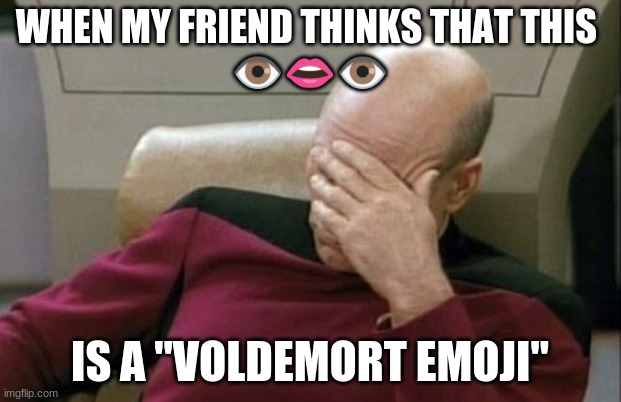 WHEN MY FRIEND THINKS THAT THIS
👁👄👁
IS A "VOLDEMORT EMOJI"
imgflip.com